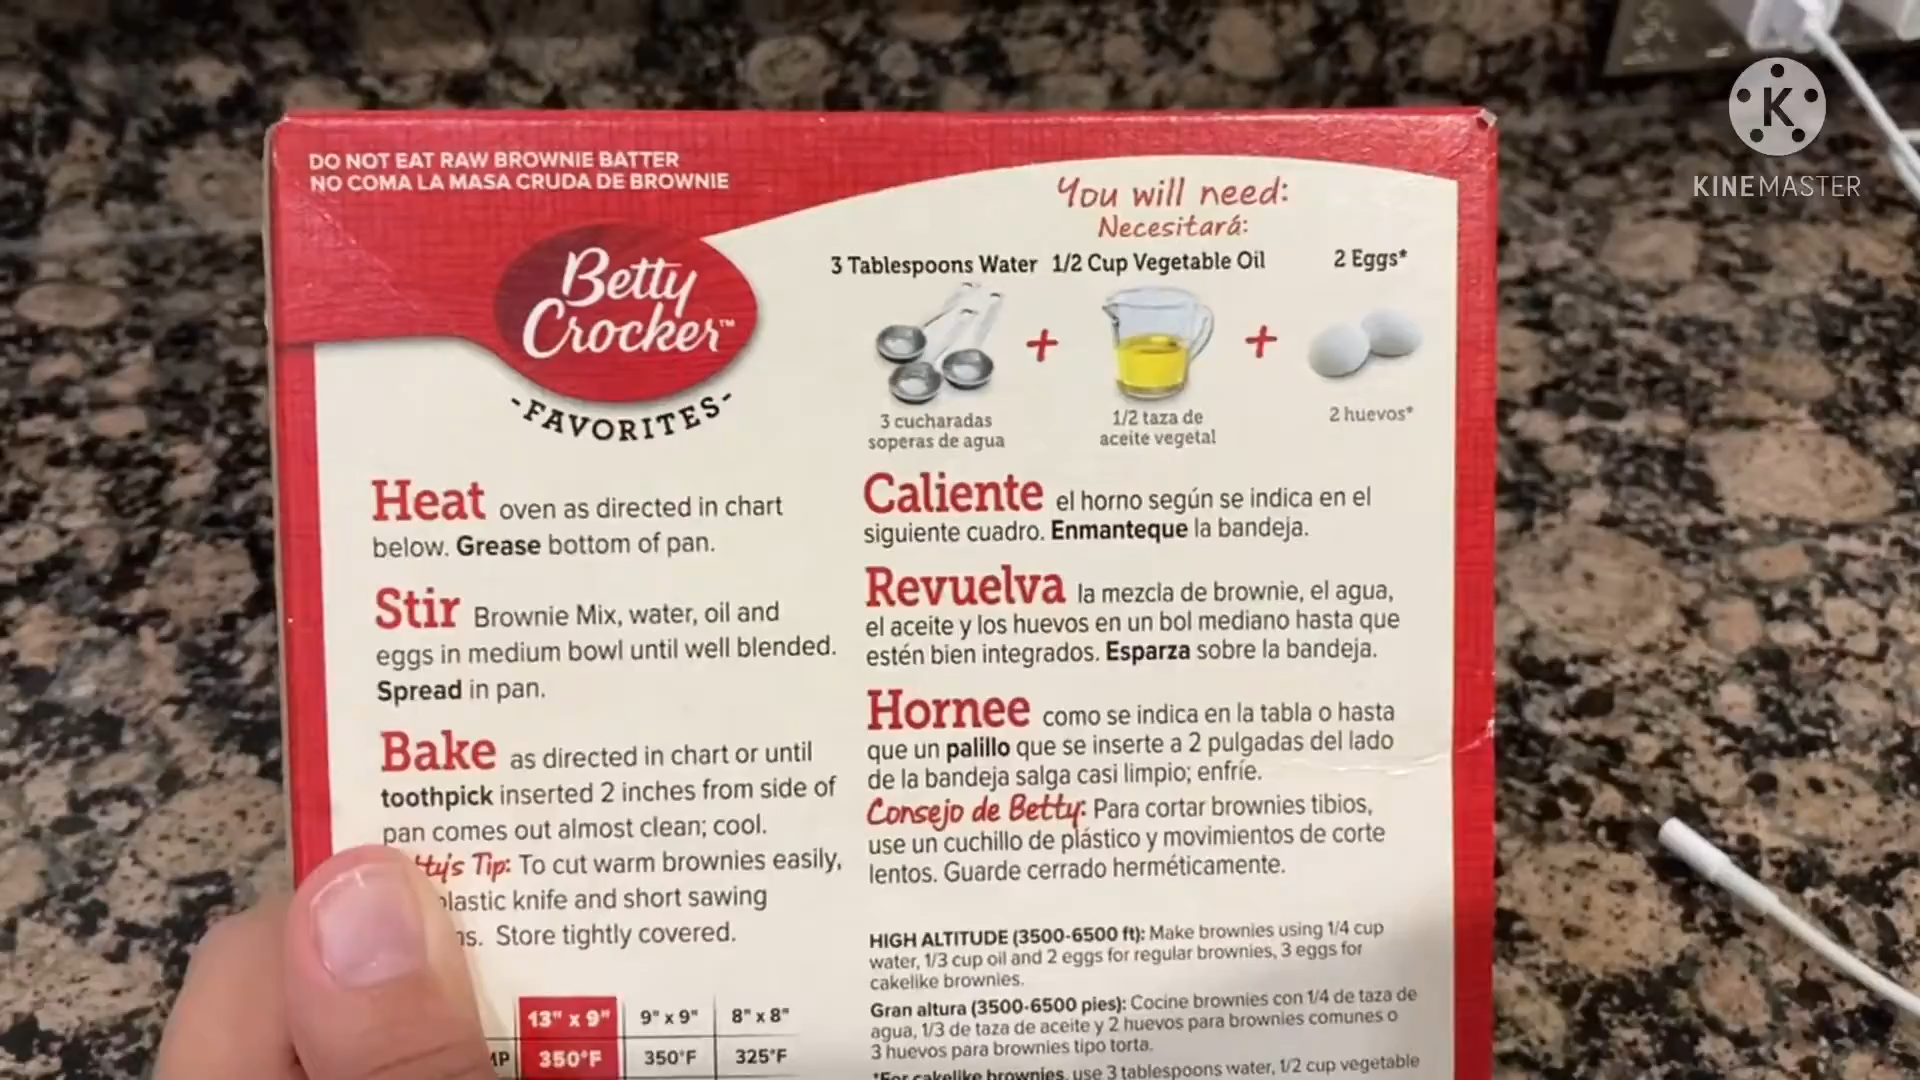 DO NOT EAT RAW BROWNIE BATTER
NO COMA LA MASA CRUDA DE BROWNIE
Betty
Crocker™
-FAVORITES-
You will need:
Necesitará:
3 Tablespoons Water 1/2 Cup Vegetable Oil 2 Eggs*
+ +
3 cucharadas
soperas de agua
1/2 taza de
aceite vegetal
2 huevos*
Heat oven as directed in chart
below. Grease bottom of pan.
Stir Brownie Mix, water, oil and
eggs in medium bowl until well blended.
Spread in pan.
Bake as directed in chart or until
toothpick inserted 2 inches from side of
pan comes out almost clean; cool.
Tip: To cut warm brownies easily,
knife and short sawing
Store tightly covered.
13" x 9" 9" x 9" 8" x 8"
350°F 350°F 325°F
Caliente el horno según se indica en el
siguiente cuadro. Enmanteque la bandeja.
Revuelva la mezcla de brownie, el agua,
el aceite y los huevos en un bol mediano hasta que
estén bien integrados. Esparza sobre la bandeja.
Hornee como se indica en la tabla o hasta
que un palillo que se inserte a 2 pulgadas del lado
de la bandeja salga casi limpio; enfríe.
Consejo de Betty: Para cortar brownies tibios,
use un cuchillo de plástico y movimientos de corte
lentos. Guarde cerrado herméticamente.
HIGH ALTITUDE (3500-6500 ft): Make brownies using 1/4 cup
water, 1/3 cup oil and 2 eggs for regular brownies, 3 eggs for
cakelike brownies.
Gran altura (3500-6500 pies): Cocine brownies con 1/4 de taza de
agua, 1/3 de taza de aceite y 2 huevos para brownies comunes o
3 huevos para brownies tipo torta.
*For cakelike brownies, use 3 tablespoons water, 1/2 cup vegetable
K
KINEMASTER